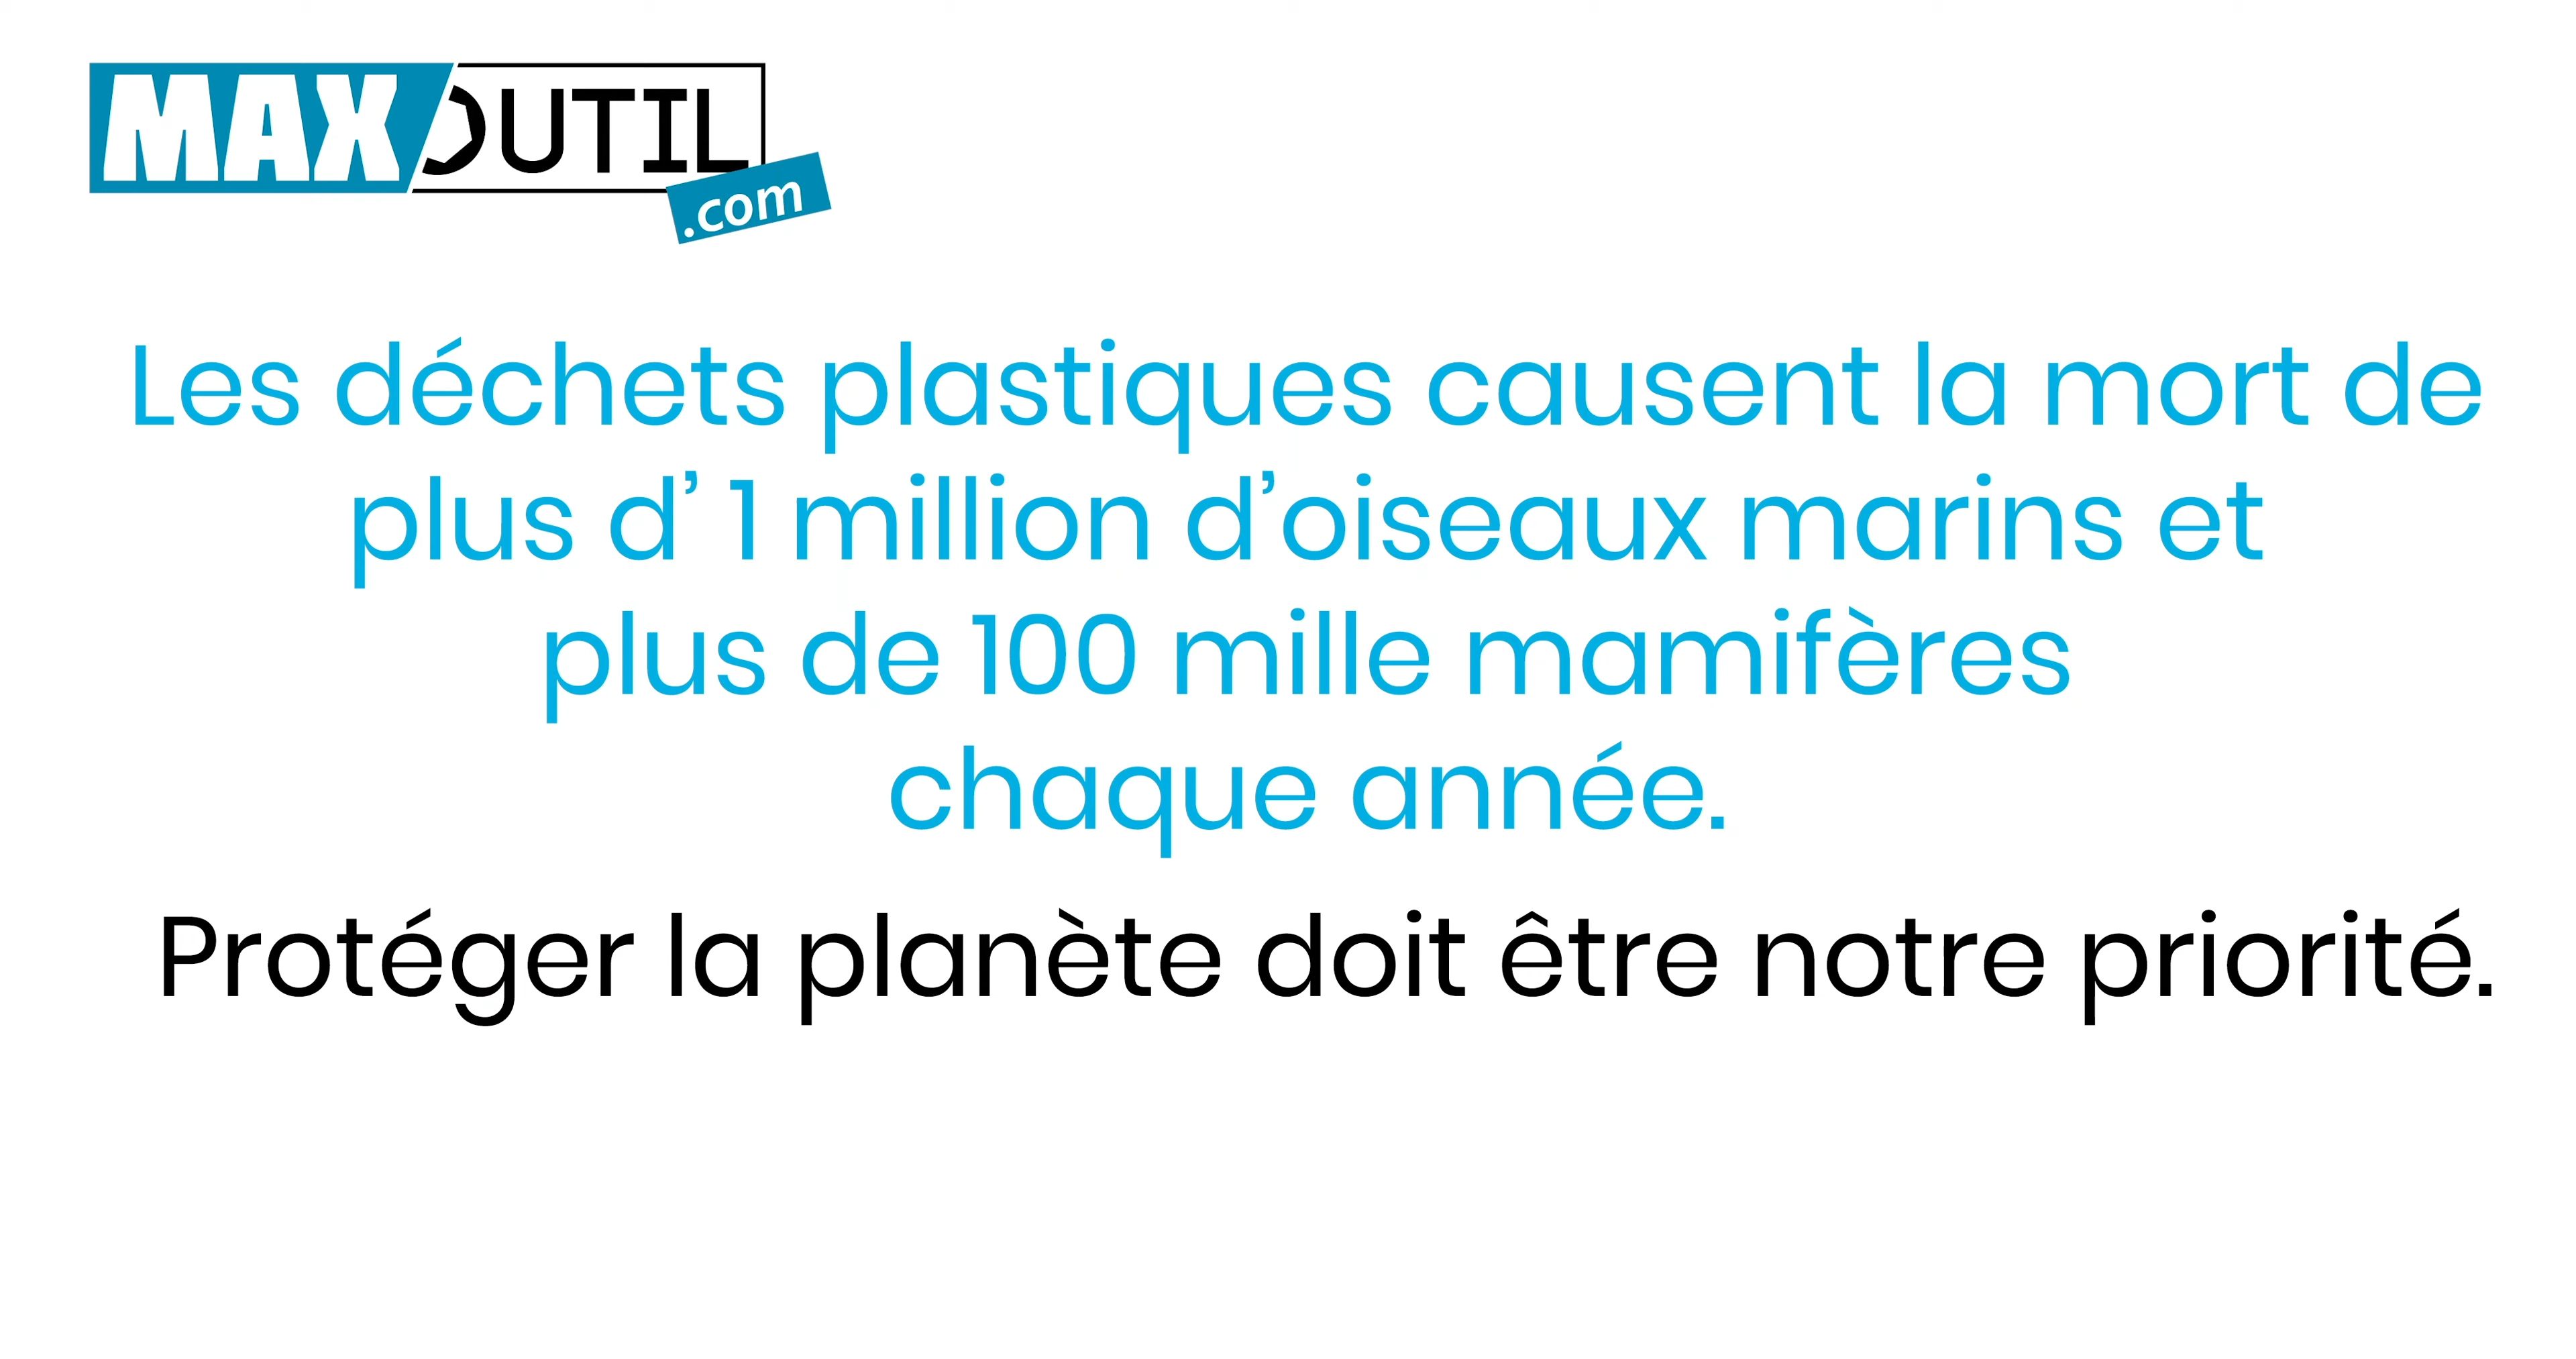 MAXOUTIL
.com
Les déchets plastiques causent la mort de
plus d’ 1 million d’oiseaux marins et
plus de 100 mille mamifères
chaque année.
Protéger la planète doit être notre priorité.